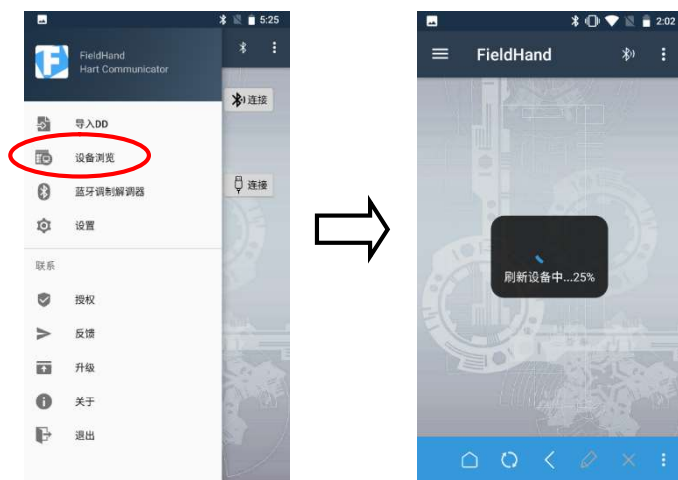 5:25
FieldHand
Hart Communicator
连接
导入DD
设备浏览
蓝牙调制解调器
连接
设置
联系
授权
反馈
升级
关于
退出
2:02
FieldHand
刷新设备中...25%